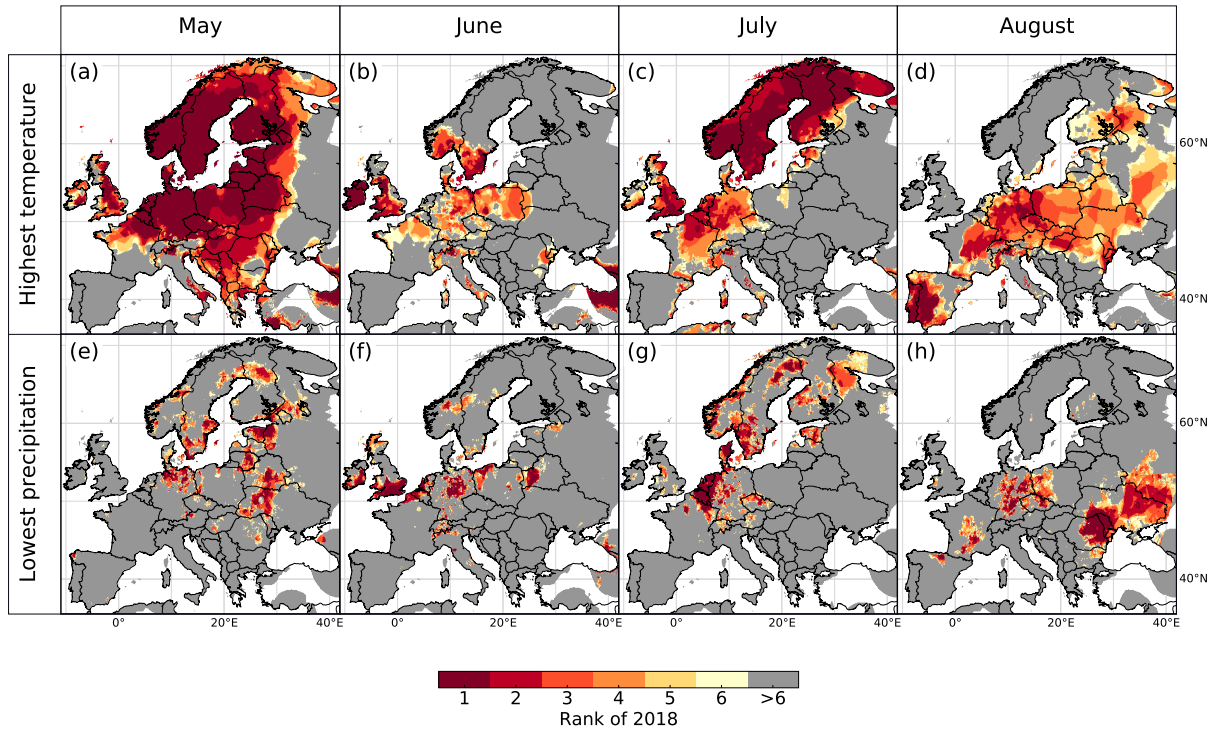 May June July August
Highest temperature
(a) (b) (c) (d)
60°N
40°N
Lowest precipitation
(e) (f) (g) (h)
60°N
40°N
0° 20°E 40°E 0° 20°E 40°E 0° 20°E 40°E 0° 20°E 40°E
1 2 3 4 5 6 >6
Rank of 2018